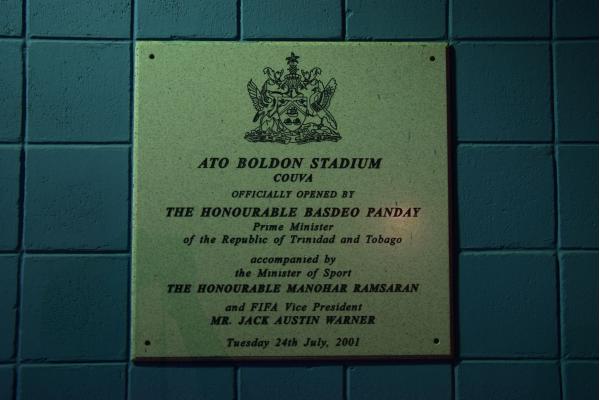 ATO BOLDON STADIUM
COUVA
OFFICIALLY OPENED BY
THE HONOURABLE BASDEO PANDAY
Prime Minister
of the Republic of Trinidad and Tobago
accompanied by
the Minister of Sport
THE HONOURABLE MANOHAR RAMSARAN
and FIFA Vice President
MR. JACK AUSTIN WARNER
Tuesday 24th July, 2001